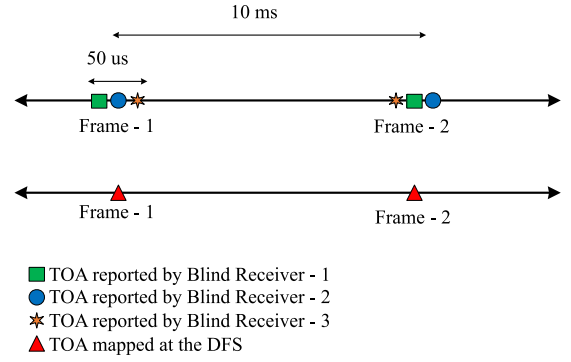 10 ms
50 us
Frame - 1
Frame - 2
Frame - 1
Frame - 2
TOA reported by Blind Receiver - 1
TOA reported by Blind Receiver - 2
TOA reported by Blind Receiver - 3
TOA mapped at the DFS